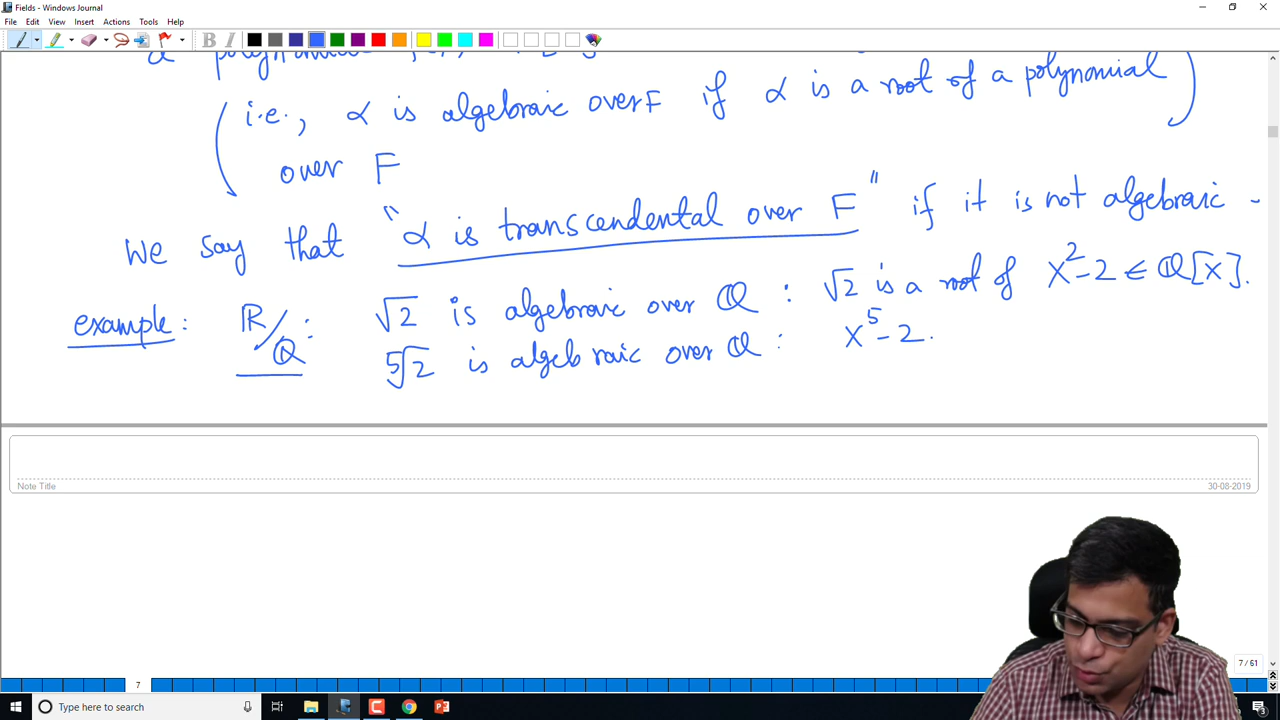 Fields - Windows Journal
File Edit View Insert Actions Tools Help
a
(i.e., α is algebraic over F if α is a root of a polynomial
over F)
We say that "α is transcendental over F" if it is not algebraic.
example: R/Q: √2 is algebraic over Q : √2 is a root of X²-2 ∈ Q[X].
⁵√2 is algebraic over Q : X⁵-2.
Note Title
30-08-2019
7
7 / 61
Type here to search
3